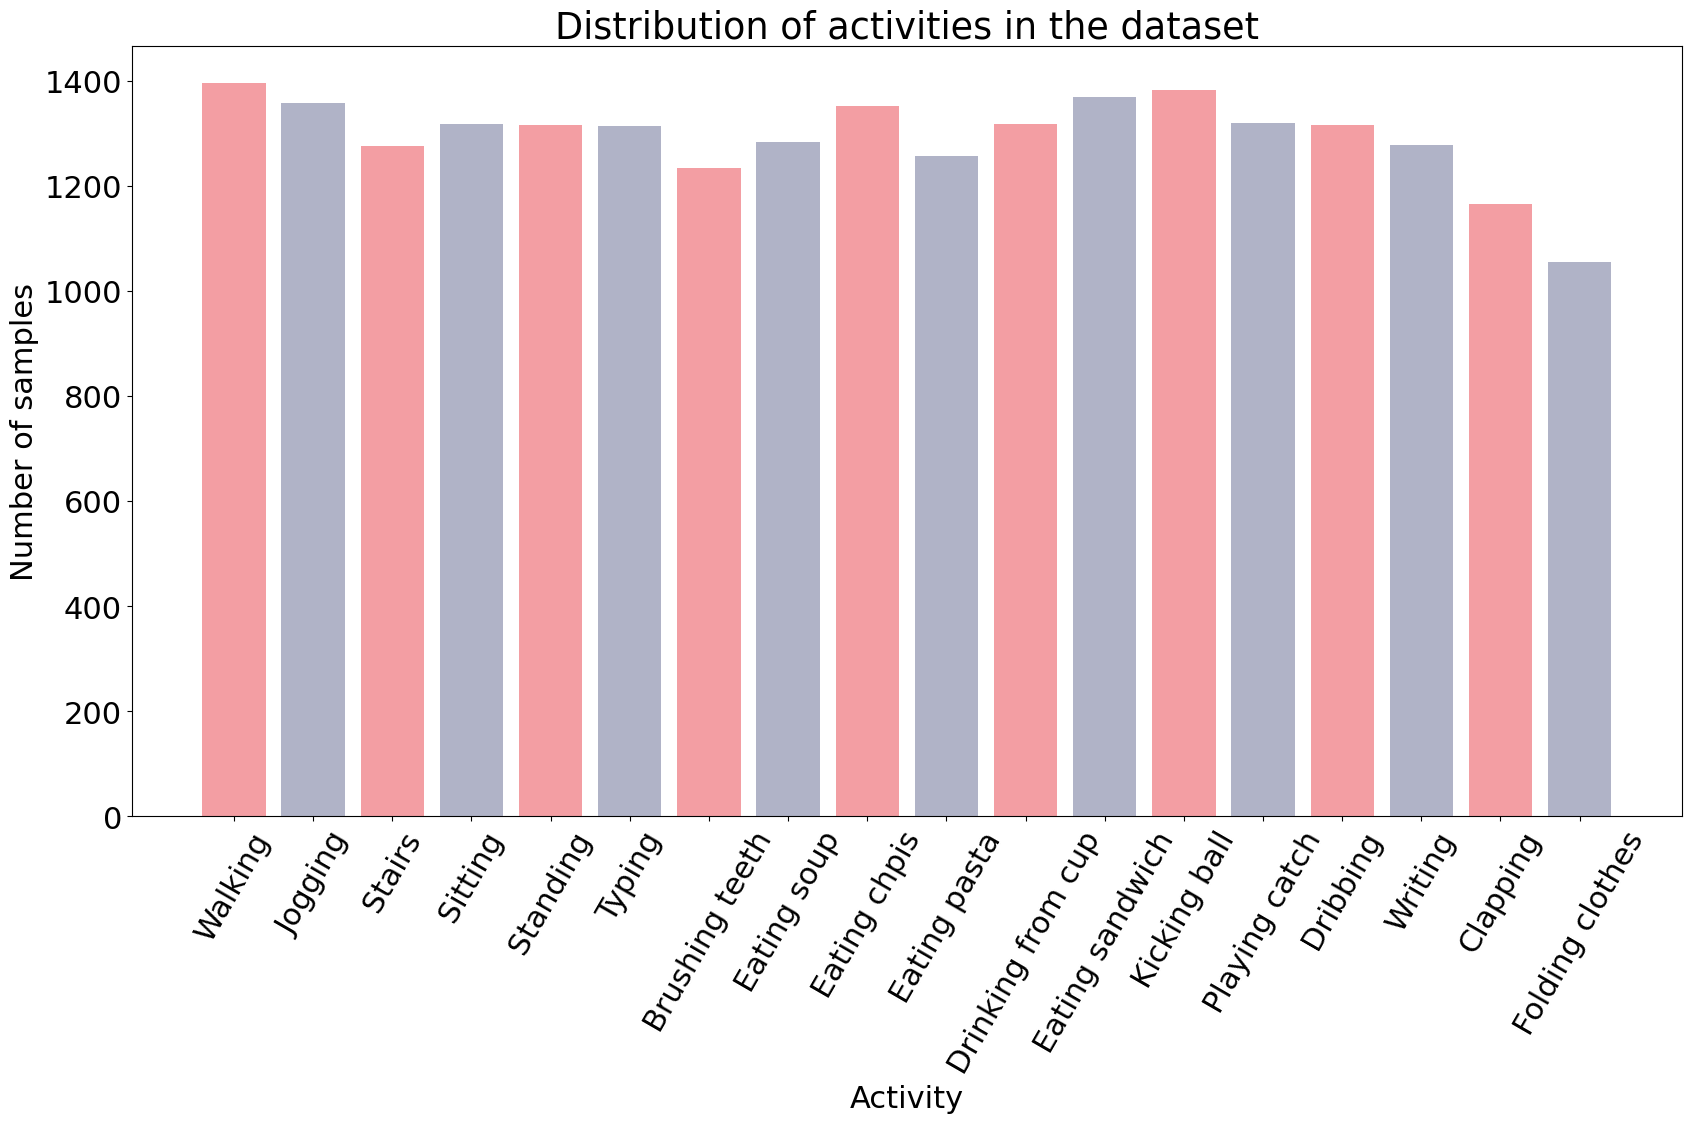 Distribution of activities in the dataset
Number of samples
1400
1200
1000
800
600
400
200
0
Walking
Jogging
Stairs
Sitting
Standing
Typing
Brushing teeth
Eating soup
Eating chpis
Eating pasta
Drinking from cup
Eating sandwich
Kicking ball
Playing catch
Dribbing
Writing
Clapping
Folding clothes
Activity